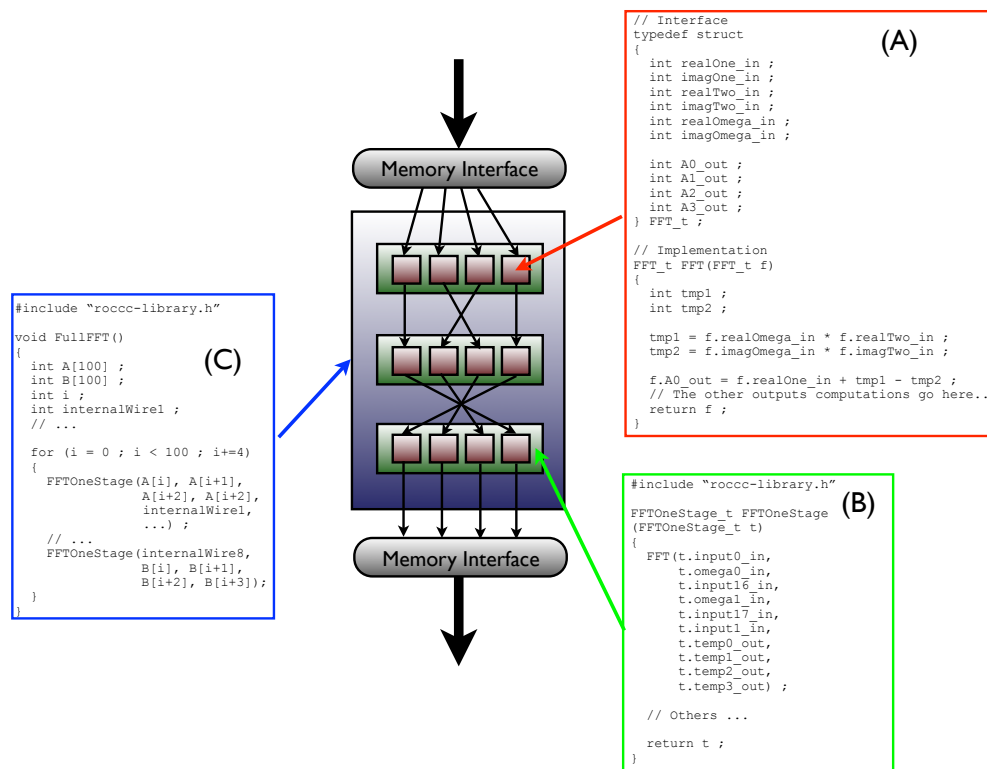 // Interface
typedef struct
{
int realOne_in ;
int imagOne_in ;
int realTwo_in ;
int imagTwo_in ;
int realOmega_in ;
int imagOmega_in ;
int A0_out ;
int A1_out ;
int A2_out ;
int A3_out ;
} FFT_t ;
// Implementation
FFT_t FFT(FFT_t f)
{
int tmp1 ;
int tmp2 ;
tmp1 = f.realOmega_in * f.realTwo_in ;
tmp2 = f.imagOmega_in * f.imagTwo_in ;
f.A0_out = f.realOne_in + tmp1 - tmp2 ;
// The other outputs computations go here..
return f ;
}
(A)
Memory Interface
#include “roccc-library.h”
void FullFFT()
{
int A[100] ;
int B[100] ;
int i ;
int internalWire1 ;
// ...
for (i = 0 ; i < 100 ; i+=4)
{
FFTOneStage(A[i], A[i+1],
A[i+2], A[i+2],
internalWire1,
...) ;
// ...
FFTOneStage(internalWire8,
B[i], B[i+1],
B[i+2], B[i+3]);
}
}
(C)
Memory Interface
#include “roccc-library.h”
FFTOneStage_t FFTOneStage
(FFTOneStage_t t)
{
FFT(t.input0_in,
t.omega0_in,
t.input16_in,
t.omega1_in,
t.input17_in,
t.input1_in,
t.temp0_out,
t.temp1_out,
t.temp2_out,
t.temp3_out) ;
// Others ...
return t ;
}
(B)